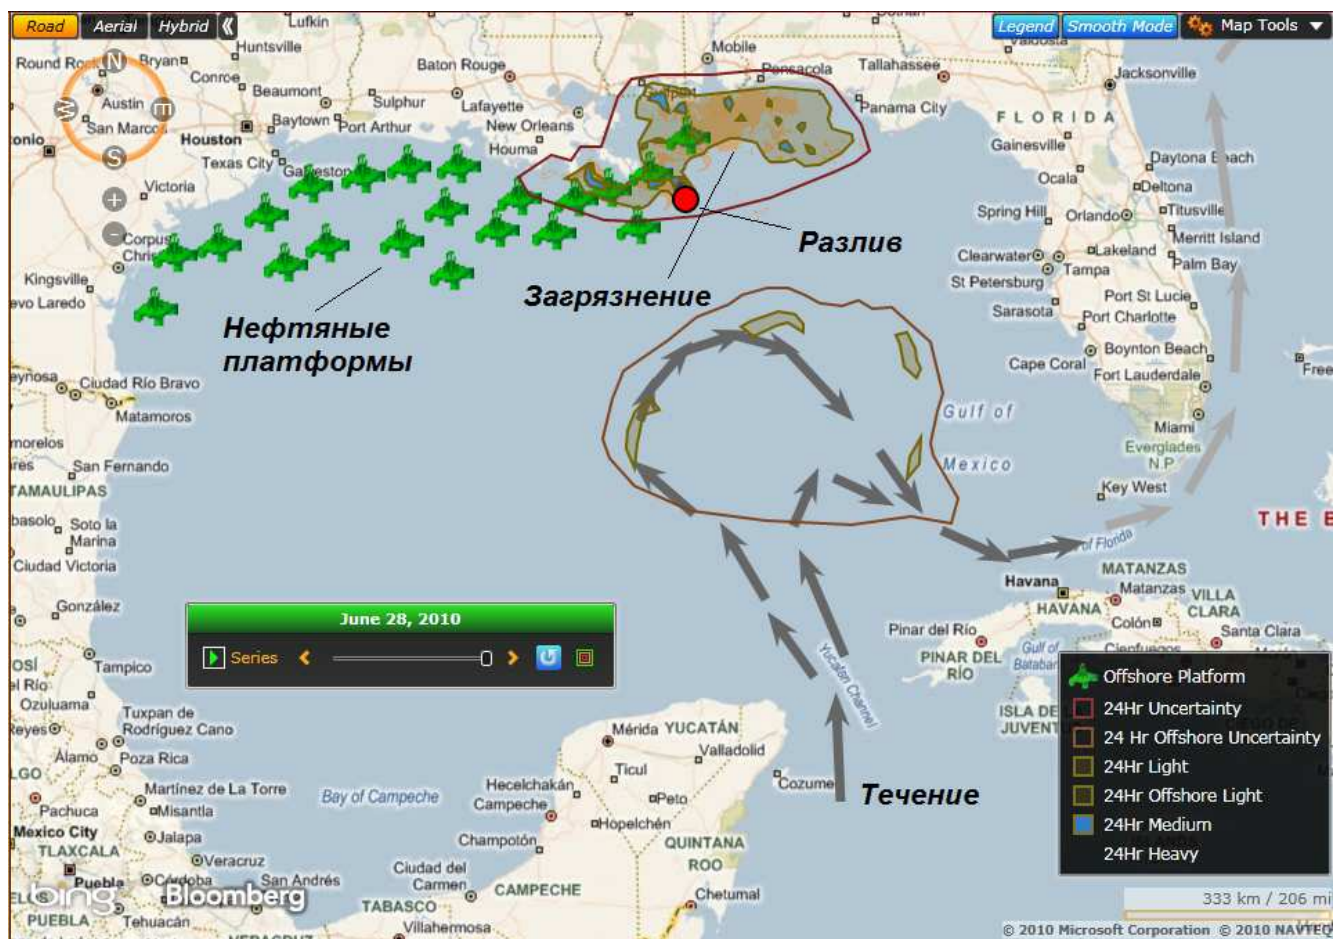 Road Aerial Hybrid
Legend Smooth Mode Map Tools
Lufkin
Huntsville
Bryan
Round Rock
Conroe
Austin
San Marcos
N
E
S
W
Beaumont
Baytown
Port Arthur
Houston
Texas City
Galveston
Victoria
Sulphur
Baton Rouge
Lafayette
New Orleans
Houma
Mobile
Pensacola
Tallahassee
Panama City
Valdosta
Jacksonville
FLORIDA
Gainesville
Daytona Beach
Ocala
Deltona
Spring Hill
Orlando
Titusville
Merritt Island
Clearwater
Lakeland
Palm Bay
Tampa
St Petersburg
Port St Lucie
Sarasota
Port Charlotte
Boynton Beach
Cape Coral
Fort Lauderdale
Miami
Everglades
N.P.
Key West
Kingsville
Ciudad Río Bravo
Matamoros
San Fernando
TAMAULIPAS
Soto la
Marina
Ciudad Victoria
González
Tampico
Ozuluama
Tuxpan de
Rodríguez Cano
Álamo
Poza Rica
Martínez de La Torre
Pachuca
Misantla
Mexico City
Jalapa
TLAXCALA
Veracruz
Puebla
Córdoba
San Andrés
PUEBLA
Tehuacán
VERACRUZ
Разлив
Загрязнение
Нефтяные
платформы
Gulf of
Mexico
June 28, 2010
Series
Yucatán Channel
Течение
Bay of Campeche
Mérida
YUCATÁN
Valladolid
Ticul
Hecelchakán
Campeche
Peto
Hopelchén
Champotón
QUINTANA
ROO
Ciudad del
Carmen
CAMPECHE
Chetumal
TABASCO
Villahermosa
of Florida
THE B
Havana
MATANZAS
Matanzas
VILLA
CLARA
HAVANA
Colón
Santa Clara
Pinar del Río
PINAR DEL
RÍO
Gulf of
Cienfuegos
Offshore Platform
24Hr Uncertainty
24 Hr Offshore Uncertainty
24Hr Light
24Hr Offshore Light
24Hr Medium
24Hr Heavy
bing Bloomberg
333 km / 206 mi
© 2010 Microsoft Corporation © 2010 NAVTEQ